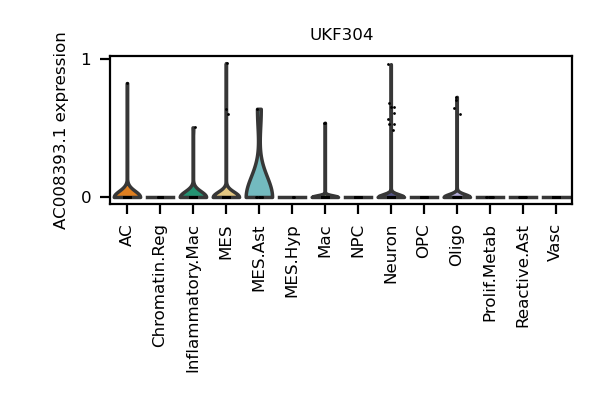 UKF304
AC008393.1 expression
1
0
AC
Chromatin.Reg
Inflammatory.Mac
MES
MES.Ast
MES.Hyp
Mac
NPC
Neuron
OPC
Oligo
Prolif.Metab
Reactive.Ast
Vasc